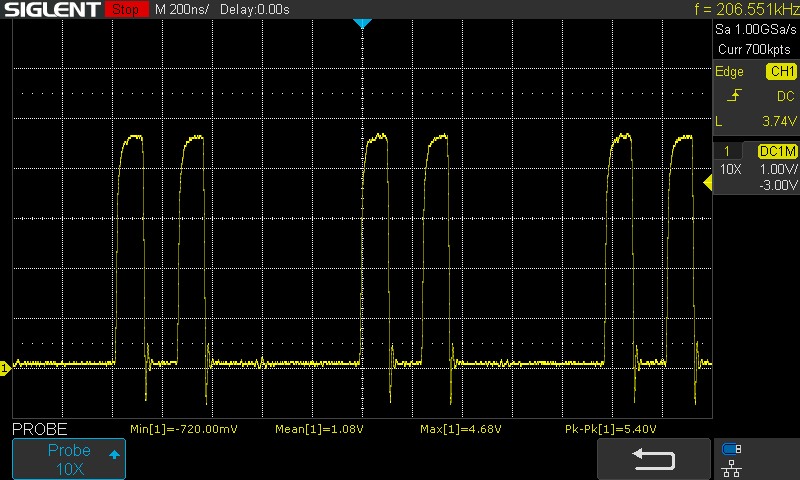 SIGLENT Stop M 200ns/ Delay:0.00s f = 206.551kHz
Sa 1.00GSa/s
Curr 700kpts
Edge CH1
DC
L 3.74V
1 DC1M
10X 1.00V/
-3.00V
1
PROBE Min[1]=-720.00mV Mean[1]=1.08V Max[1]=4.68V Pk-Pk[1]=5.40V
Probe
10X